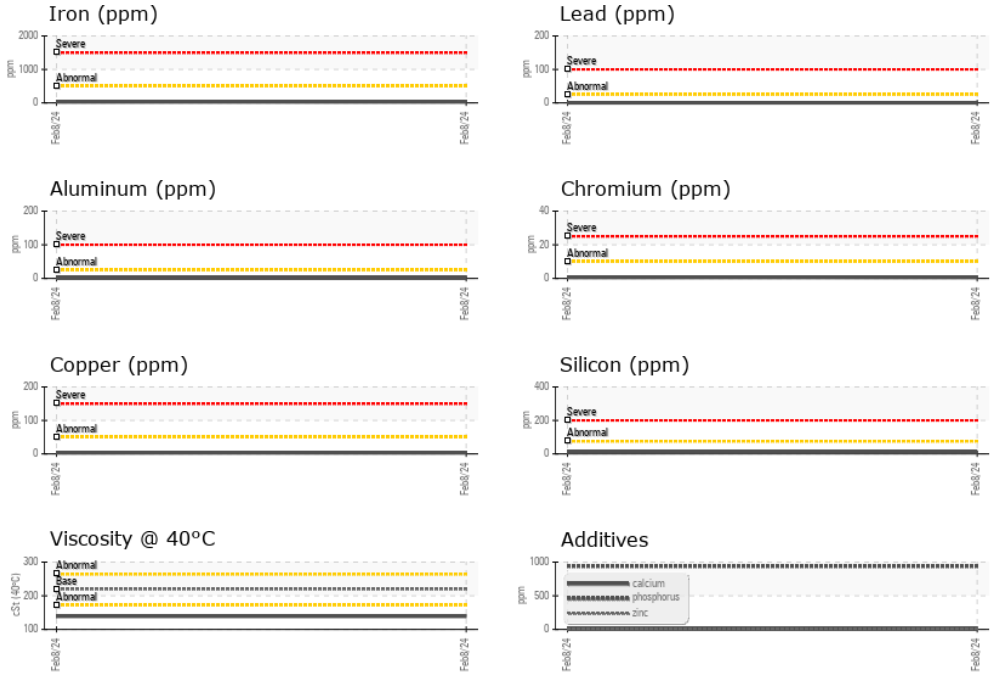 Iron (ppm)
2000
1000
0
ppm
Severe
Abnormal
Feb8/24
Feb8/24
Lead (ppm)
200
100
0
ppm
Severe
Abnormal
Feb8/24
Feb8/24
Aluminum (ppm)
200
100
0
ppm
Severe
Abnormal
Feb8/24
Feb8/24
Chromium (ppm)
40
20
0
ppm
Severe
Abnormal
Feb8/24
Feb8/24
Copper (ppm)
200
100
0
ppm
Severe
Abnormal
Feb8/24
Feb8/24
Silicon (ppm)
400
200
0
ppm
Severe
Abnormal
Feb8/24
Feb8/24
Viscosity @ 40°C
300
200
100
cSt (40°C)
Abnormal
Base
Abnormal
Feb8/24
Feb8/24
Additives
1000
500
0
ppm
calcium
phosphorus
zinc
Feb8/24
Feb8/24